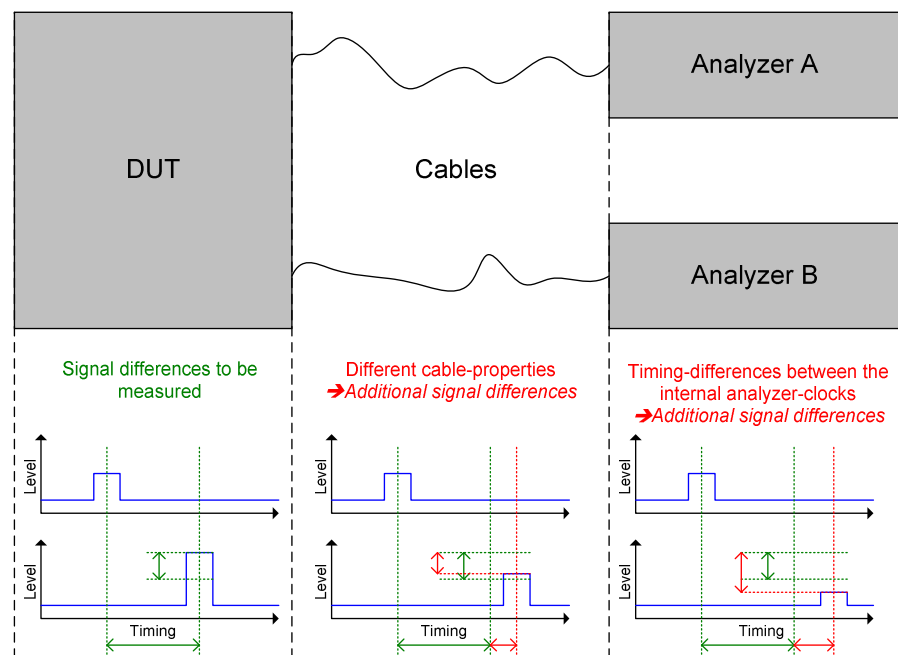 DUT
Cables
Analyzer A
Analyzer B
Signal differences to be
measured
Different cable-properties
➔Additional signal differences
Timing-differences between the
internal analyzer-clocks
➔Additional signal differences
Level
Level
Level
Level
Level
Level
Timing
Timing
Timing